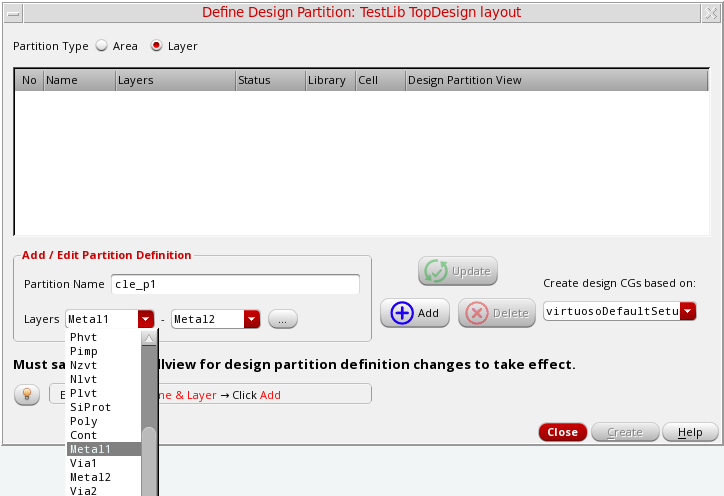 Define Design Partition: TestLib TopDesign layout
Partition Type Area Layer
No Name Layers Status Library Cell Design Partition View
Add / Edit Partition Definition
Partition Name cle_p1
Layers Metal1 - Metal2 ...
Update
Add Delete
Create design CGs based on:
virtuosoDefaultSetu
Phvt
Pimp
Nzvt
Nlvt
Plvt
SiProt
Poly
Cont
Metal1
Via1
Metal2
Via2
Must sa llview for design partition definition changes to take effect.
E ne & Layer → Click Add
Close Create Help